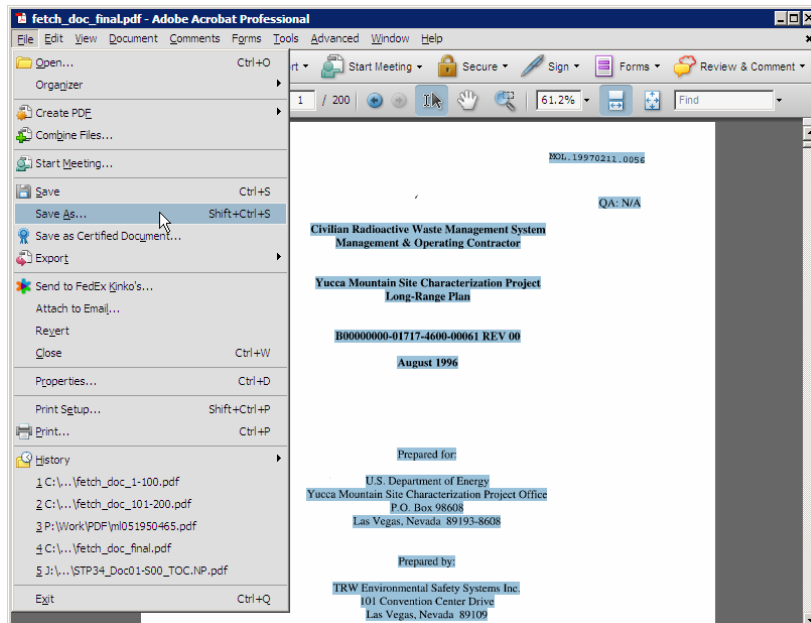 fetch_doc_final.pdf - Adobe Acrobat Professional
File Edit View Document Comments Forms Tools Advanced Window Help
Open... Ctrl+O
Organizer
Create PDF
Combine Files...
Start Meeting...
Save Ctrl+S
Save As... Shift+Ctrl+S
Save as Certified Document...
Export
Send to FedEx Kinko's...
Attach to Email...
Revert
Close Ctrl+W
Properties... Ctrl+D
Print Setup... Shift+Ctrl+P
Print... Ctrl+P
History
1 C:\...\fetch_doc_1-100.pdf
2 C:\...\fetch_doc_101-200.pdf
3 P:\Work\PDF\ml051950465.pdf
4 C:\...\fetch_doc_final.pdf
5 J:\...\STP34_Doc01-S00_TOC.NP.pdf
Exit Ctrl+Q
rt Start Meeting Secure Sign Forms Review & Comment
1 / 200 61.2% Find
MOL.19970211.0056
QA: N/A
Civilian Radioactive Waste Management System
Management & Operating Contractor
Yucca Mountain Site Characterization Project
Long-Range Plan
B00000000-01717-4600-00061 REV 00
August 1996
Prepared for:
U.S. Department of Energy
Yucca Mountain Site Characterization Project Office
P.O. Box 98608
Las Vegas, Nevada 89193-8608
Prepared by:
TRW Environmental Safety Systems Inc.
101 Convention Center Drive
Las Vegas, Nevada 89109